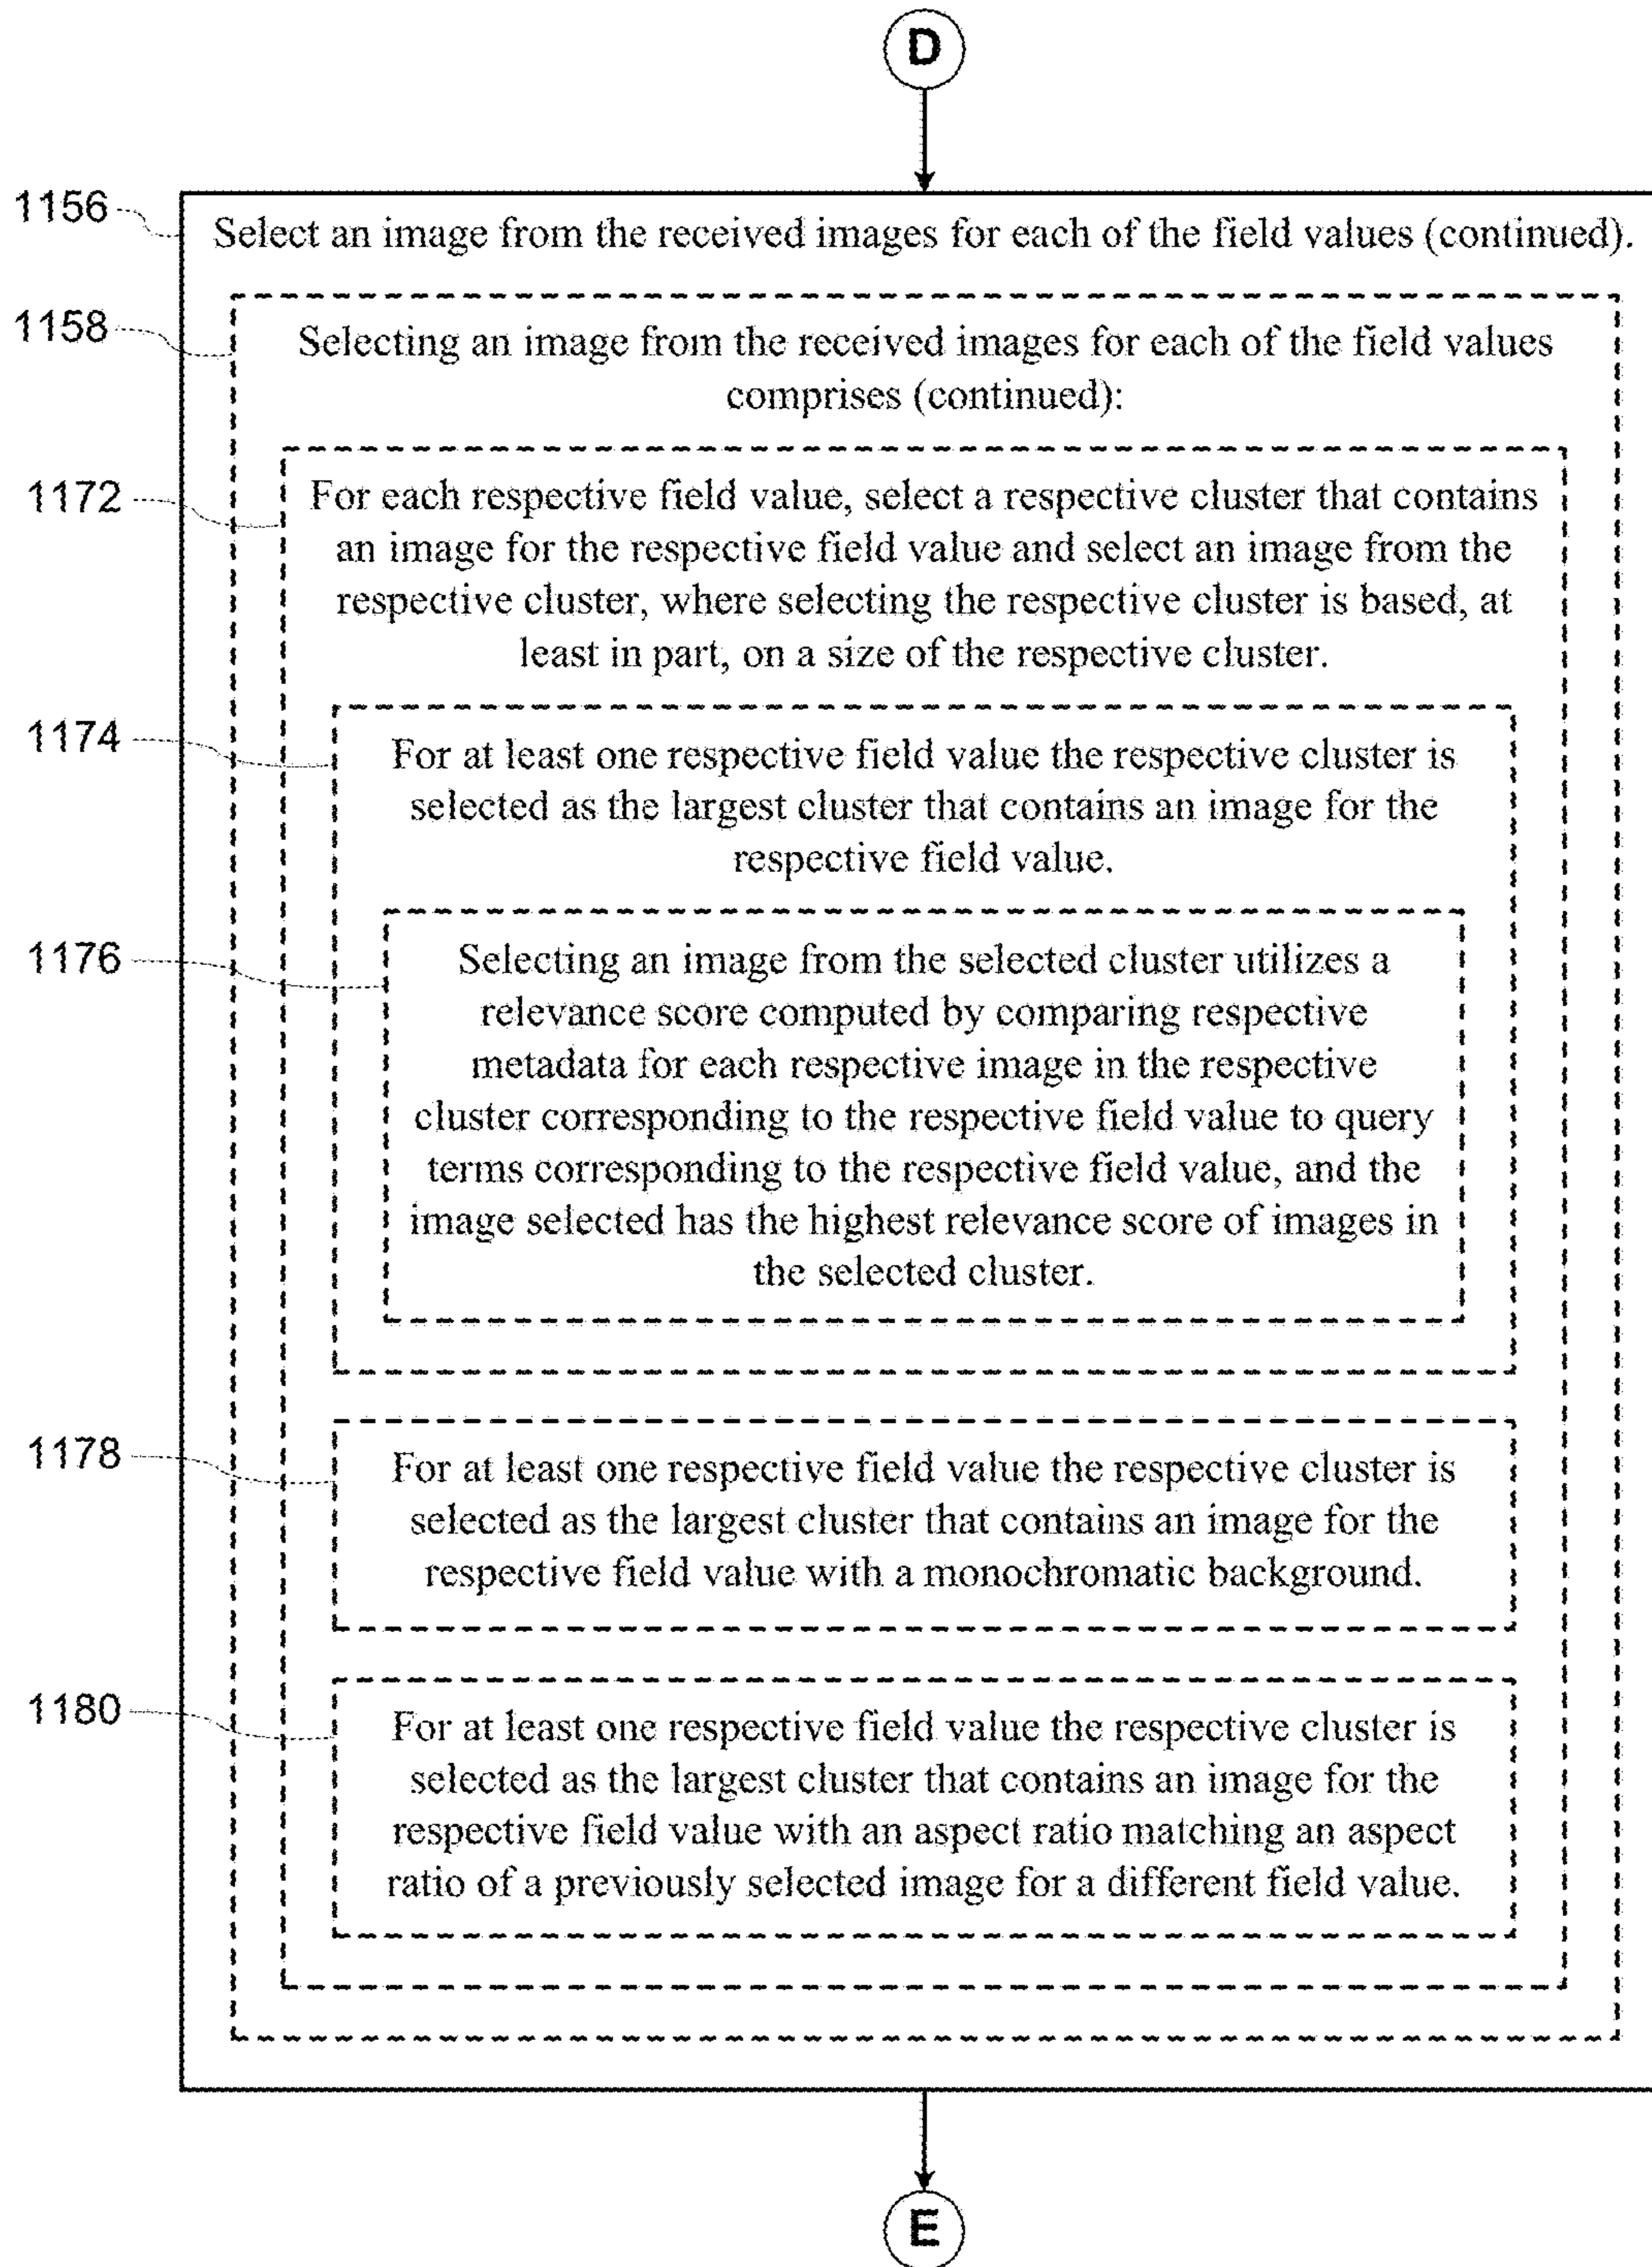 D
1156
Select an image from the received images for each of the field values (continued).
1158
Selecting an image from the received images for each of the field values
comprises (continued):
1172
For each respective field value, select a respective cluster that contains
an image for the respective field value and select an image from the
respective cluster, where selecting the respective cluster is based, at
least in part, on a size of the respective cluster.
1174
For at least one respective field value the respective cluster is
selected as the largest cluster that contains an image for the
respective field value.
1176
Selecting an image from the selected cluster utilizes a
relevance score computed by comparing respective
metadata for each respective image in the respective
cluster corresponding to the respective field value to query
terms corresponding to the respective field value, and the
image selected has the highest relevance score of images in
the selected cluster.
1178
For at least one respective field value the respective cluster is
selected as the largest cluster that contains an image for the
respective field value with a monochromatic background.
1180
For at least one respective field value the respective cluster is
selected as the largest cluster that contains an image for the
respective field value with an aspect ratio matching an aspect
ratio of a previously selected image for a different field value.
E